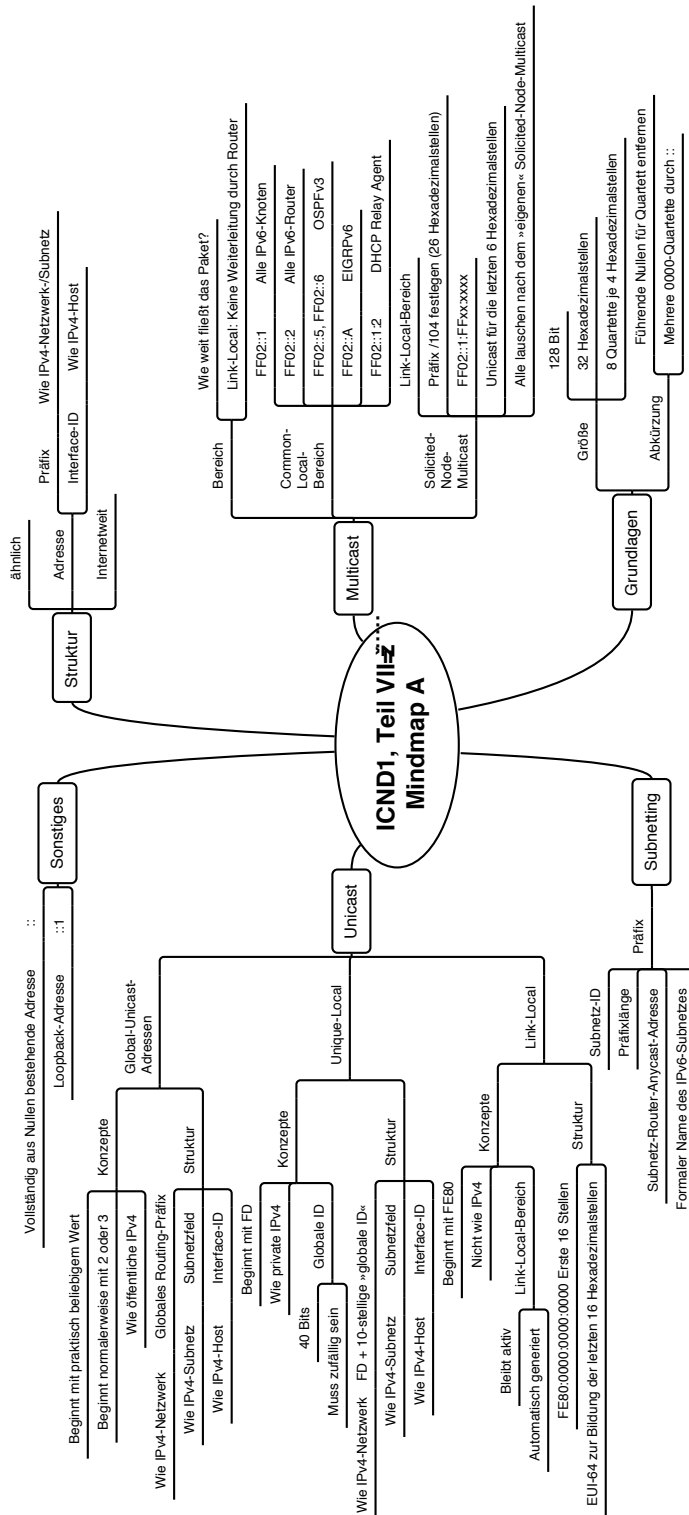 ICND1, Teil VII
Mindmap A
Sonstiges
Vollständig aus Nullen bestehende Adresse ::
Loopback-Adresse ::1
Unicast
Global-Unicast-
Adressen
Konzepte
Beginnt mit praktisch beliebigem Wert
Beginnt normalerweise mit 2 oder 3
Wie öffentliche IPv4
Struktur
Wie IPv4-Netzwerk Globales Routing-Präfix
Wie IPv4-Subnetz Subnetzfeld
Wie IPv4-Host Interface-ID
Unique-Local
Konzepte
Beginnt mit FD
Wie private IPv4
Globale ID
40 Bits
Muss zufällig sein
Struktur
Wie IPv4-Netzwerk FD + 10-stellige »globale ID«
Wie IPv4-Subnetz Subnetzfeld
Wie IPv4-Host Interface-ID
Link-Local
Konzepte
Beginnt mit FE80
Nicht wie IPv4
Link-Local-Bereich
Bleibt aktiv
Automatisch generiert
Struktur
FE80:0000:0000:0000 Erste 16 Stellen
EUI-64 zur Bildung der letzten 16 Hexadezimalstellen
Subnetting
Präfix
Subnetz-ID
Präfixlänge
Subnetz-Router-Anycast-Adresse
Formaler Name des IPv6-Subnetzes
Struktur
ähnlich
Adresse
Präfix Wie IPv4-Netzwerk-/Subnetz
Interface-ID Wie IPv4-Host
Internetweit
Multicast
Bereich
Wie weit fließt das Paket?
Link-Local: Keine Weiterleitung durch Router
Common-
Local-
Bereich
FF02::1 Alle IPv6-Knoten
FF02::2 Alle IPv6-Router
FF02::5, FF02::6 OSPFv3
FF02::A EIGRPv6
FF02::1:2 DHCP Relay Agent
Solicited-
Node-
Multicast
Link-Local-Bereich
Präfix /104 festlegen (26 Hexadezimalstellen)
FF02::1:FFxx:xxxx
Unicast für die letzten 6 Hexadezimalstellen
Alle lauschen nach dem »eigenen« Solicited-Node-Multicast
Grundlagen
Größe
128 Bit
32 Hexadezimalstellen
8 Quartette je 4 Hexadezimalstellen
Abkürzung
Führende Nullen für Quartett entfernen
Mehrere 0000-Quartette durch ::